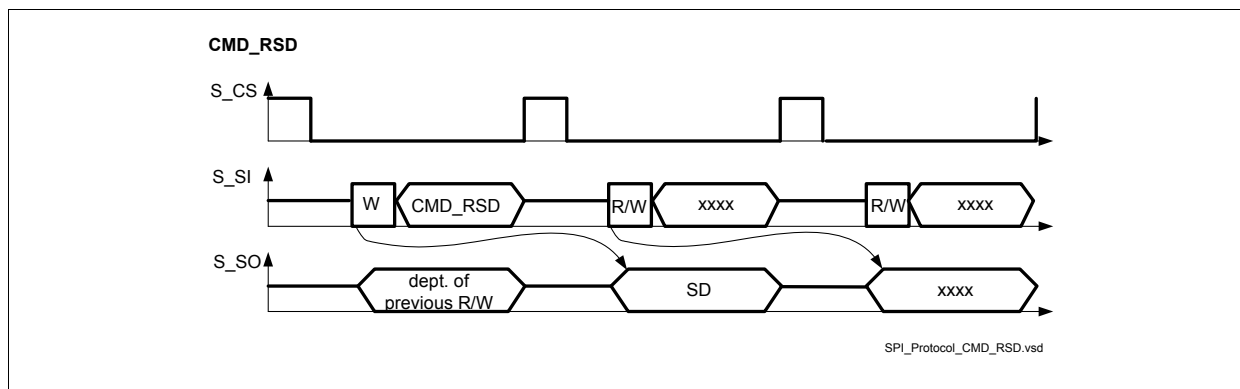 CMD_RSD
S_CS
S_SI
W
CMD_RSD
R/W
xxxx
R/W
xxxx
S_SO
dept. of
previous R/W
SD
xxxx
SPI_Protocol_CMD_RSD.vsd